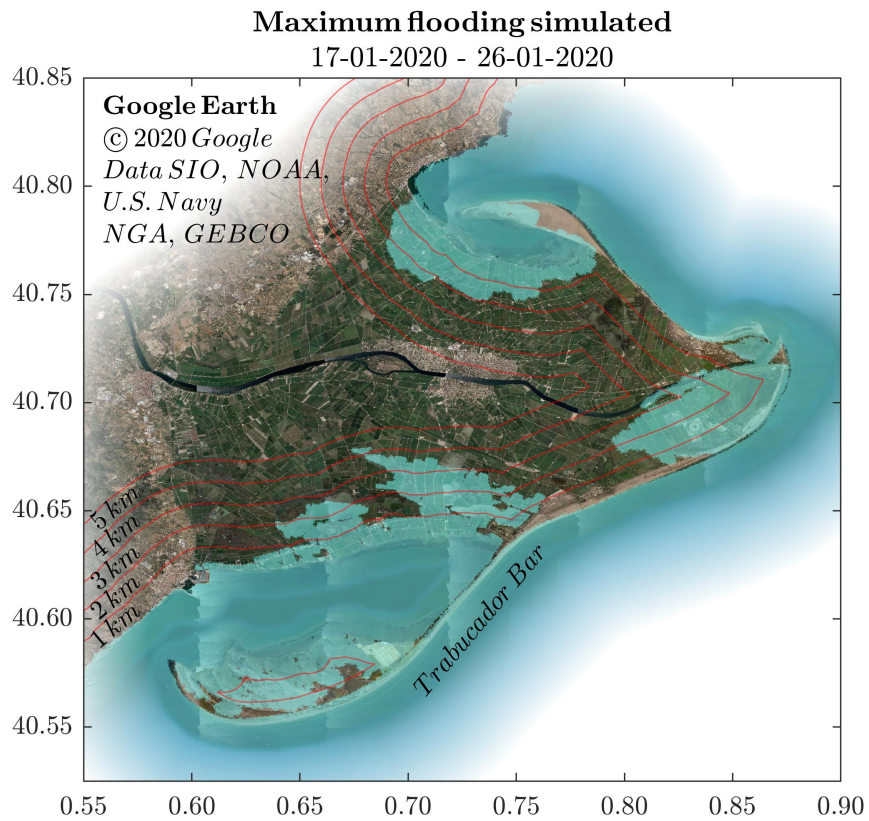 Maximum flooding simulated
17-01-2020 - 26-01-2020
40.85
Google Earth
© 2020 Google
Data SIO, NOAA,
U.S. Navy
NGA, GEBCO
40.80
40.75
40.70
40.65
40.60
40.55
5 km
4 km
3 km
2 km
1 km
Trabucador Bar
0.55 0.60 0.65 0.70 0.75 0.80 0.85 0.90